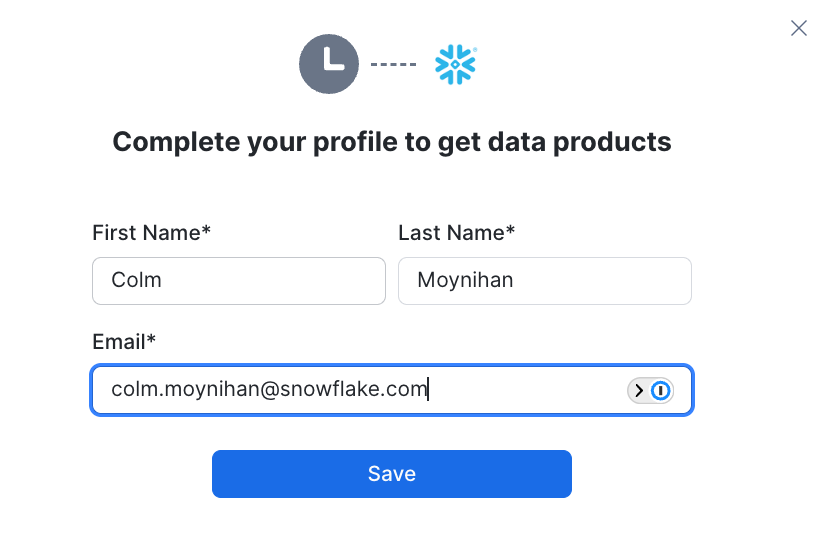 Complete your profile to get data products
First Name*
Last Name*
Colm
Moynihan
Email*
colm.moynihan@snowflake.com
Save